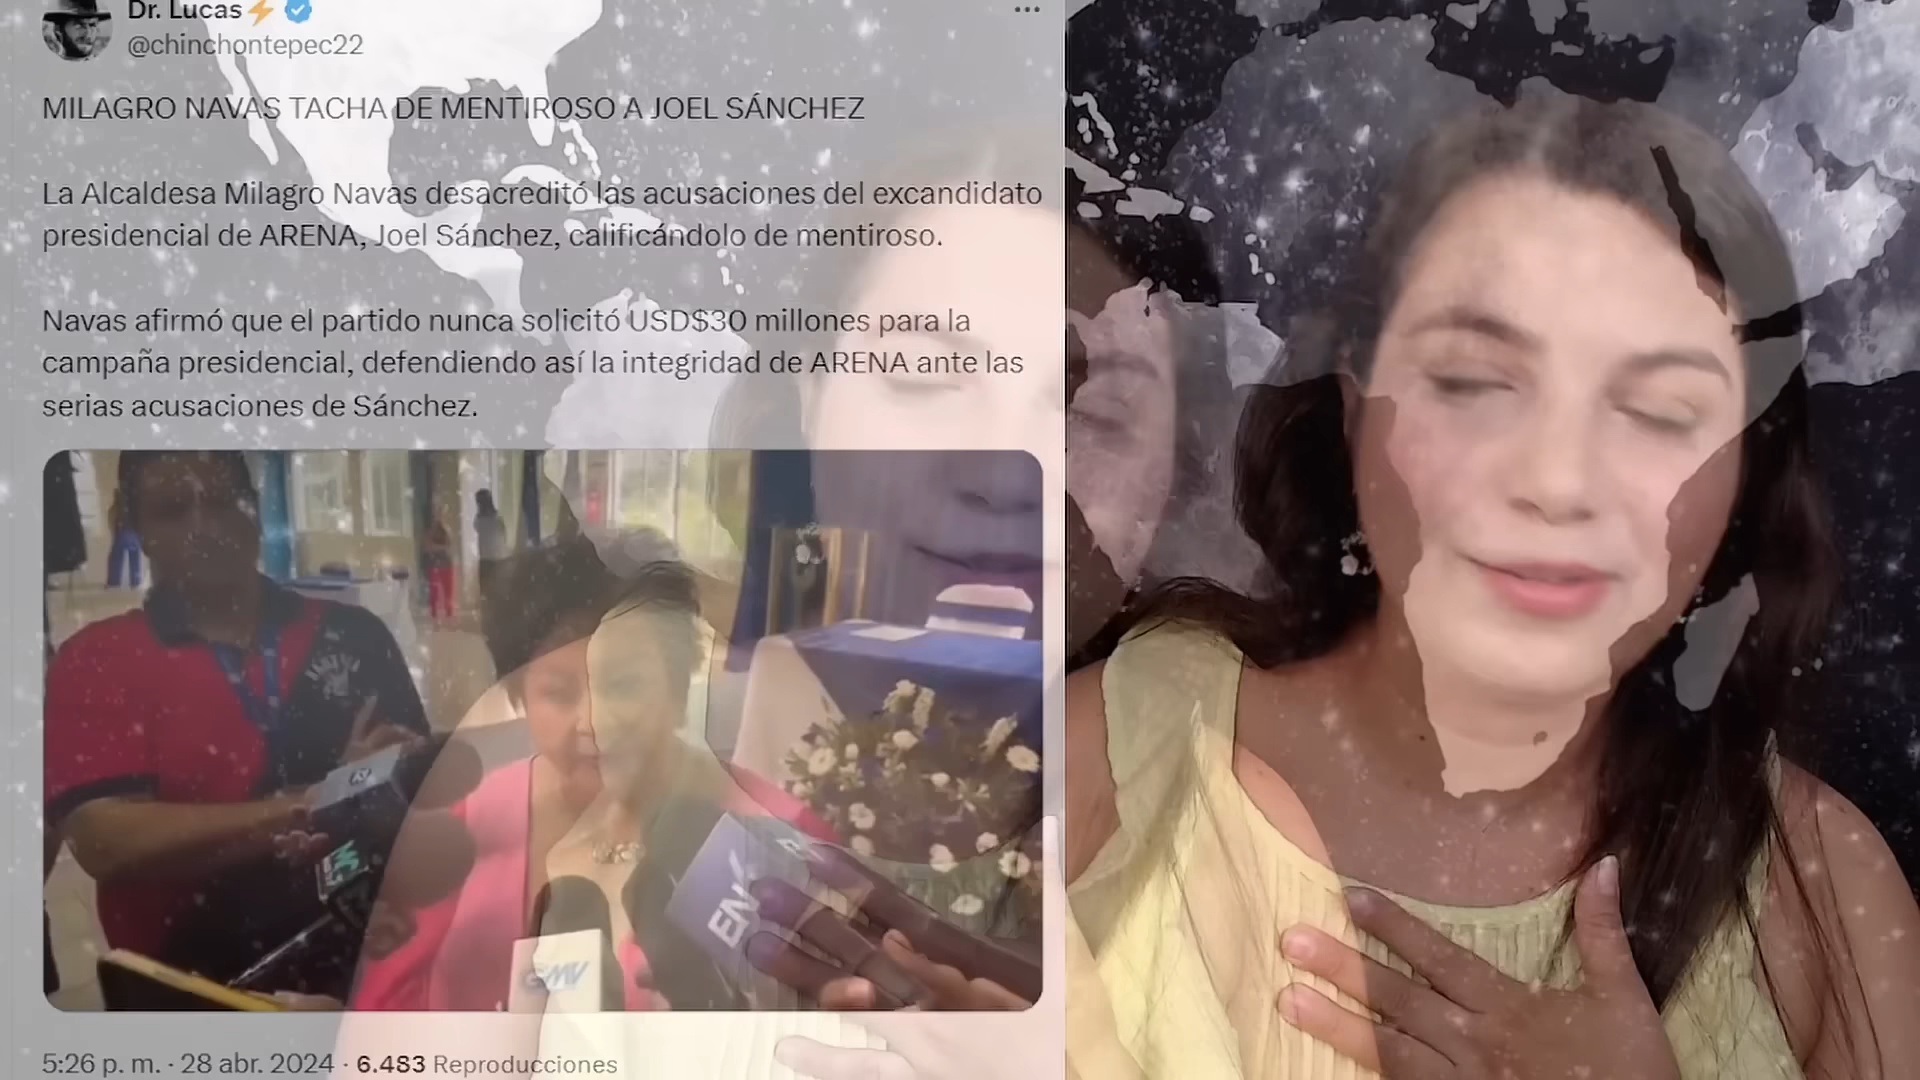 Dr. Lucas⚡
@chinchontepec22
MILAGRO NAVAS TACHA DE MENTIROSO A JOEL SÁNCHEZ
La Alcaldesa Milagro Navas desacreditó las acusaciones del excandidato
presidencial de ARENA, Joel Sánchez, calificándolo de mentiroso.
Navas afirmó que el partido nunca solicitó USD$30 millones para la
campaña presidencial, defendiendo así la integridad de ARENA ante las
serias acusaciones de Sánchez.
GMV
5:26 p. m. · 28 abr. 2024 · 6.483 Reproducciones